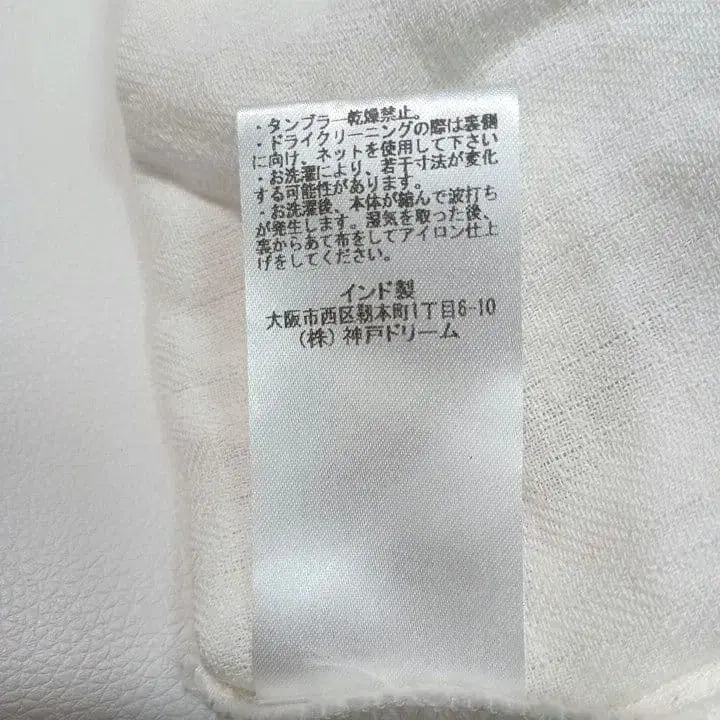 ・タンブラー乾燥禁止。
・ドライクリーニングの際は裏側
に向け、ネットを使用して下さい
・お洗濯により、若干寸法が変化
する可能性があります。
・お洗濯後、本体が縮んで波打ち
が発生します。湿気を取った後、
裏からあて布をしてアイロン仕上
げをしてください。
インド製
大阪市西区靱本町1丁目6-10
(株) 神戸ドリーム